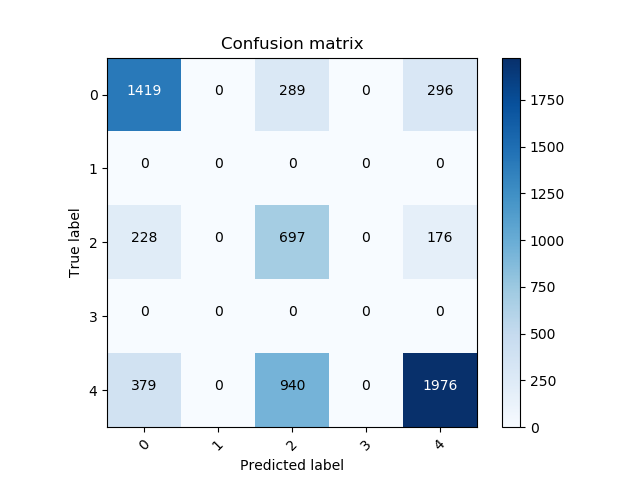 Confusion matrix
True label
0 1419 0 289 0 296
1 0 0 0 0 0
2 228 0 697 0 176
3 0 0 0 0 0
4 379 0 940 0 1976
0 1 2 3 4
Predicted label
1750
1500
1250
1000
750
500
250
0